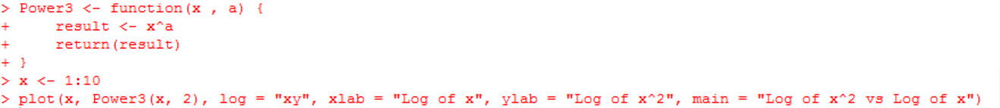 > Power3 <- function(x , a) {
+     result <- x^a
+     return(result)
+ }
> x <- 1:10
> plot(x, Power3(x, 2), log = "xy", xlab = "Log of x", ylab = "Log of x^2", main = "Log of x^2 vs Log of x")